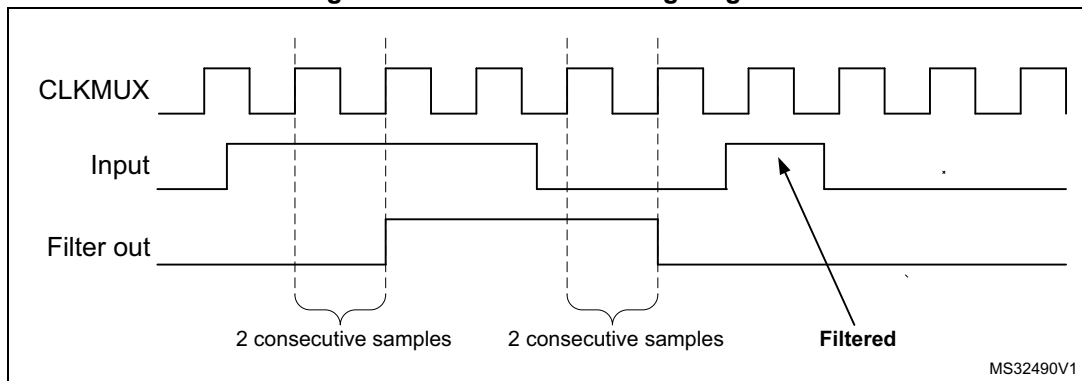 CLKMUX
Input
Filter out
2 consecutive samples
2 consecutive samples
Filtered
MS32490V1